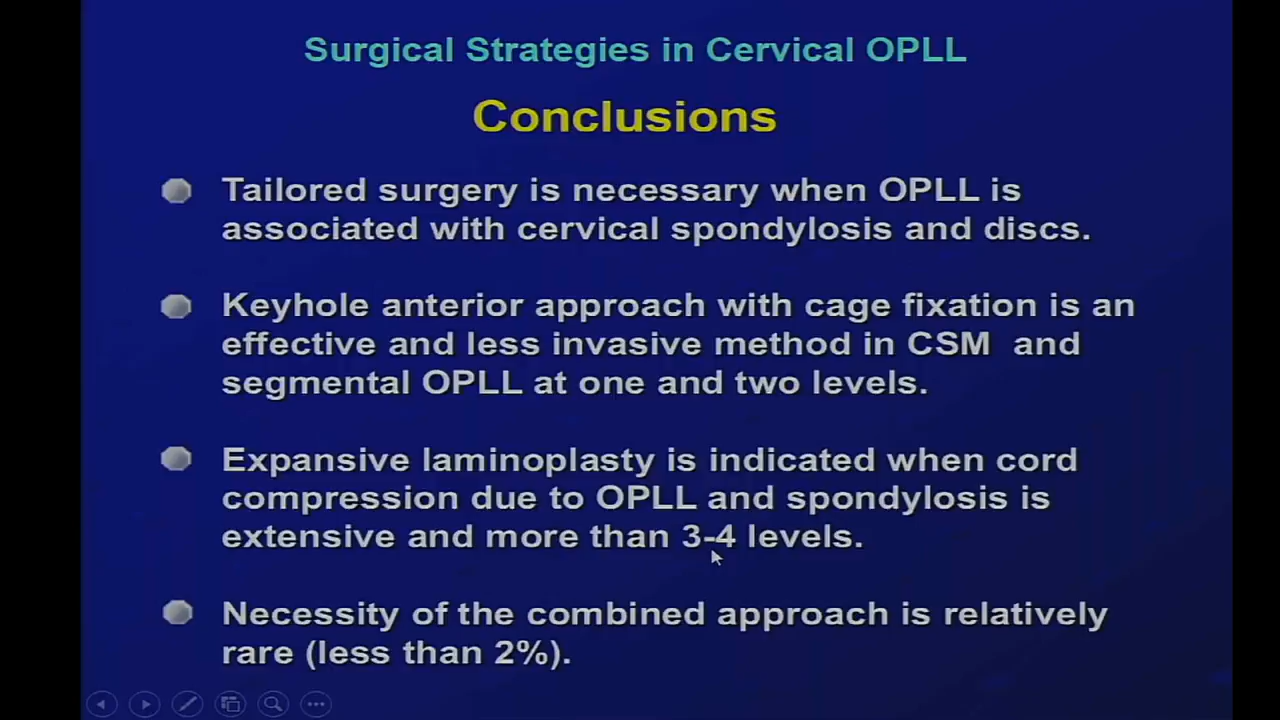 Surgical Strategies in Cervical OPLL
Conclusions
Tailored surgery is necessary when OPLL is
associated with cervical spondylosis and discs.
Keyhole anterior approach with cage fixation is an
effective and less invasive method in CSM and
segmental OPLL at one and two levels.
Expansive laminoplasty is indicated when cord
compression due to OPLL and spondylosis is
extensive and more than 3-4 levels.
Necessity of the combined approach is relatively
rare (less than 2%).